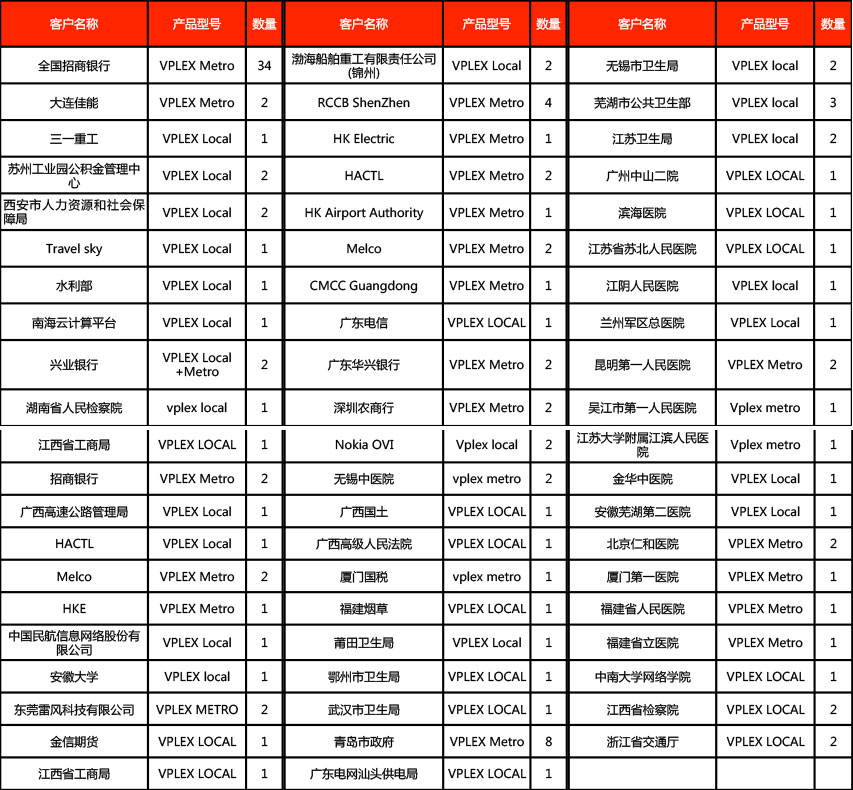 客户名称 产品型号 数量 客户名称 产品型号 数量 客户名称 产品型号 数量
全国招商银行 VPLEX Metro 34 渤海船舶重工有限责任公司(锦州) VPLEX Local 2 无锡市卫生局 VPLEX local 2
大连佳能 VPLEX Metro 2 RCCB ShenZhen VPLEX Metro 4 芜湖市公共卫生部 VPLEX local 3
三一重工 VPLEX Local 1 HK Electric VPLEX Metro 1 江苏卫生局 VPLEX local 2
苏州工业园公积金管理中心 VPLEX Local 2 HACTL VPLEX Metro 2 广州中山二院 VPLEX LOCAL 1
西安市人力资源和社会保障局 VPLEX Local 2 HK Airport Authority VPLEX Metro 1 滨海医院 VPLEX LOCAL 1
Travel sky VPLEX Local 1 Melco VPLEX Metro 2 江苏省苏北人民医院 VPLEX LOCAL 1
水利部 VPLEX Local 1 CMCC Guangdong VPLEX Metro 1 江阴人民医院 VPLEX local 1
南海云计算平台 VPLEX Local 1 广东电信 VPLEX LOCAL 1 兰州军区总医院 VPLEX Local 1
兴业银行 VPLEX Local +Metro 2 广东华兴银行 VPLEX Metro 2 昆明第一人民医院 VPLEX Metro 2
湖南省人民检察院 vplex local 1 深圳农商行 VPLEX Metro 2 吴江市第一人民医院 Vplex metro 1
江西省工商局 VPLEX LOCAL 1 Nokia OVI Vplex local 2 江苏大学附属江滨人民医院 Vplex metro 1
招商银行 VPLEX Metro 2 无锡中医院 vplex metro 2 金华中医院 VPLEX Local 1
广西高速公路管理局 VPLEX Local 1 广西国土 VPLEX LOCAL 1 安徽芜湖第二医院 VPLEX Local 1
HACTL VPLEX Local 1 广西高级人民法院 VPLEX LOCAL 1 北京仁和医院 VPLEX Metro 2
Melco VPLEX Metro 2 厦门国税 vplex metro 1 厦门第一医院 VPLEX Metro 1
HKE VPLEX Metro 1 福建烟草 VPLEX LOCAL 1 福建省人民医院 VPLEX Metro 1
中国民航信息网络股份有限公司 VPLEX Local 1 莆田卫生局 VPLEX Local 1 福建省立医院 VPLEX Metro 1
安徽大学 VPLEX local 1 鄂州市卫生局 VPLEX LOCAL 1 中南大学网络学院 VPLEX LOCAL 1
东莞雷风科技有限公司 VPLEX METRO 2 武汉市卫生局 VPLEX LOCAL 1 江西省检察院 VPLEX LOCAL 2
金信期货 VPLEX LOCAL 1 青岛市政府 VPLEX Metro 8 浙江省交通厅 VPLEX LOCAL 2
江西省工商局 VPLEX LOCAL 1 广东电网汕头供电局 VPLEX LOCAL 1